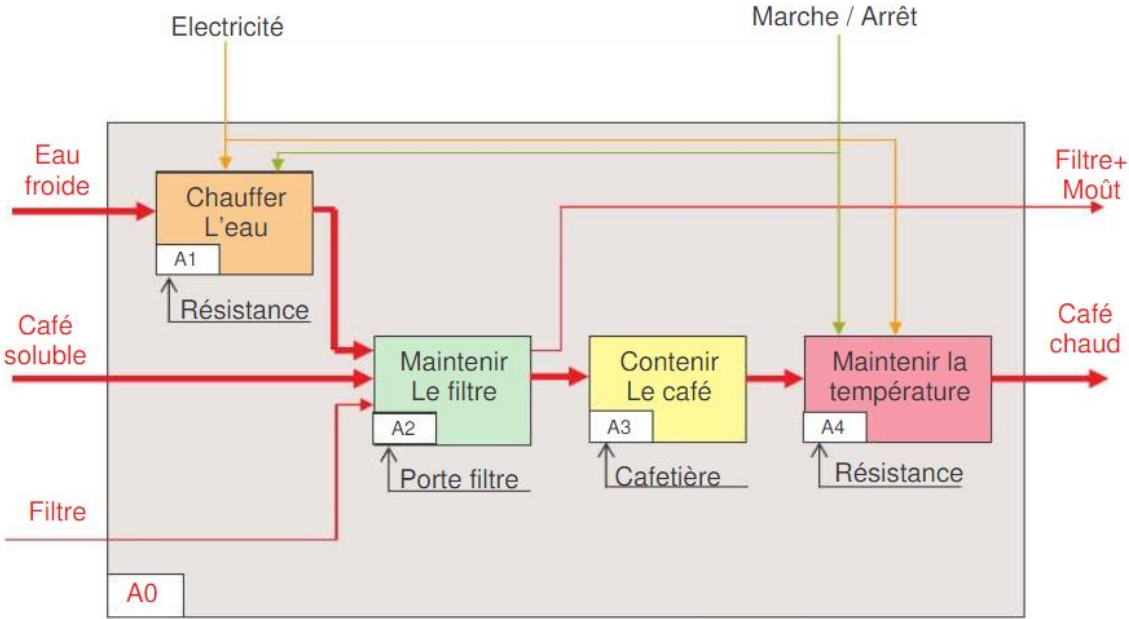 Electricité
Marche / Arrêt
Eau
froide
Filtre+
Moût
Chauffer
L'eau
A1
Résistance
Café
soluble
Café
chaud
Maintenir
Le filtre
A2
Porte filtre
Contenir
Le café
A3
Cafetière
Maintenir la
température
A4
Résistance
Filtre
A0